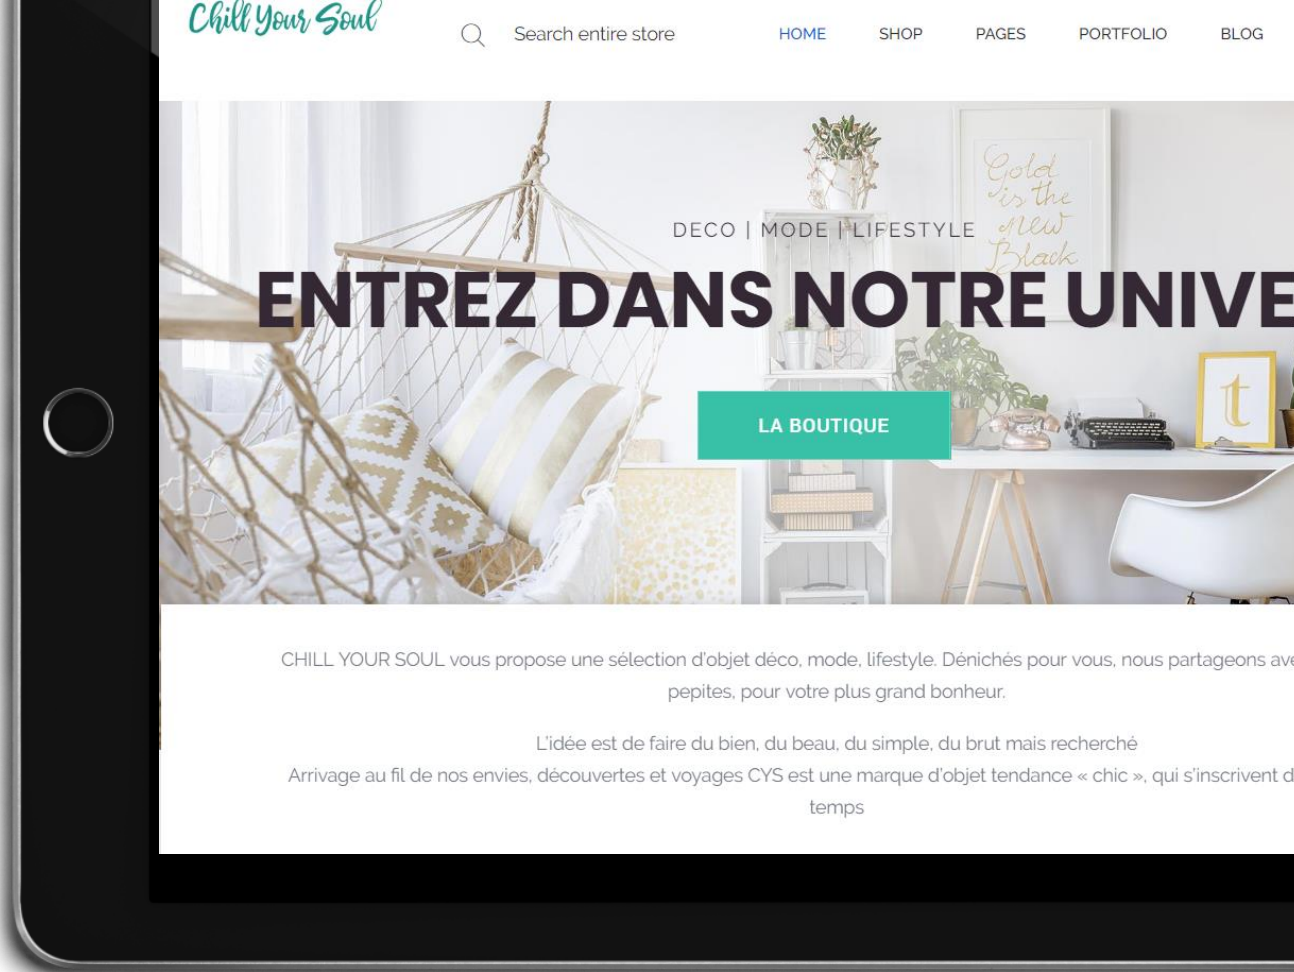 Chill Your Soul
Search entire store
HOME SHOP PAGES PORTFOLIO BLOG
Gold
is the
new
Black
DECO | MODE | LIFESTYLE
ENTREZ DANS NOTRE UNIVE
t
LA BOUTIQUE
CHILL YOUR SOUL vous propose une sélection d'objet déco, mode, lifestyle. Dénichés pour vous, nous partageons ave
pepites, pour votre plus grand bonheur.
L'idée est de faire du bien, du beau, du simple, du brut mais recherché
Arrivage au fil de nos envies, découvertes et voyages CYS est une marque d'objet tendance « chic », qui s'inscrivent d
temps